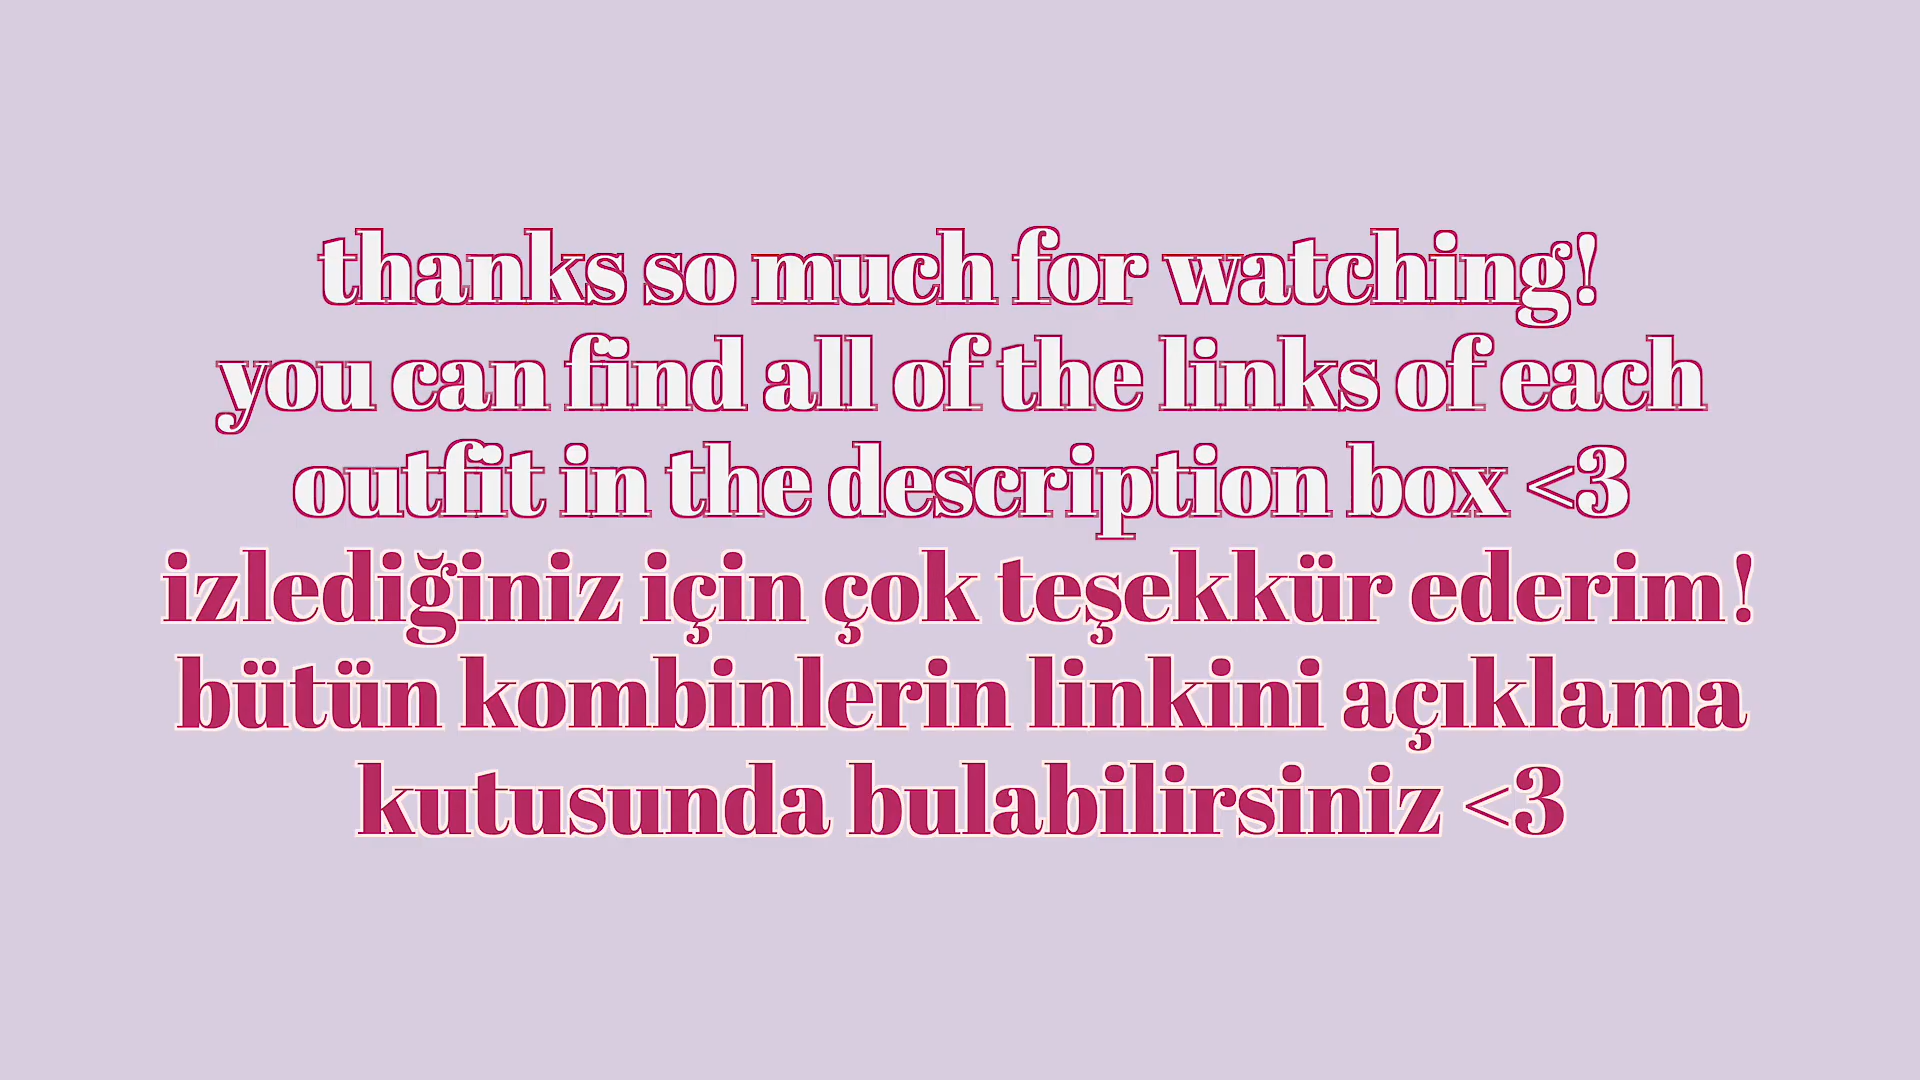 thanks so much for watching!
you can find all of the links of each
outfit in the description box <3
izlediğiniz için çok teşekkür ederim!
bütün kombinlerin linkini açıklama
kutusunda bulabilirsiniz <3